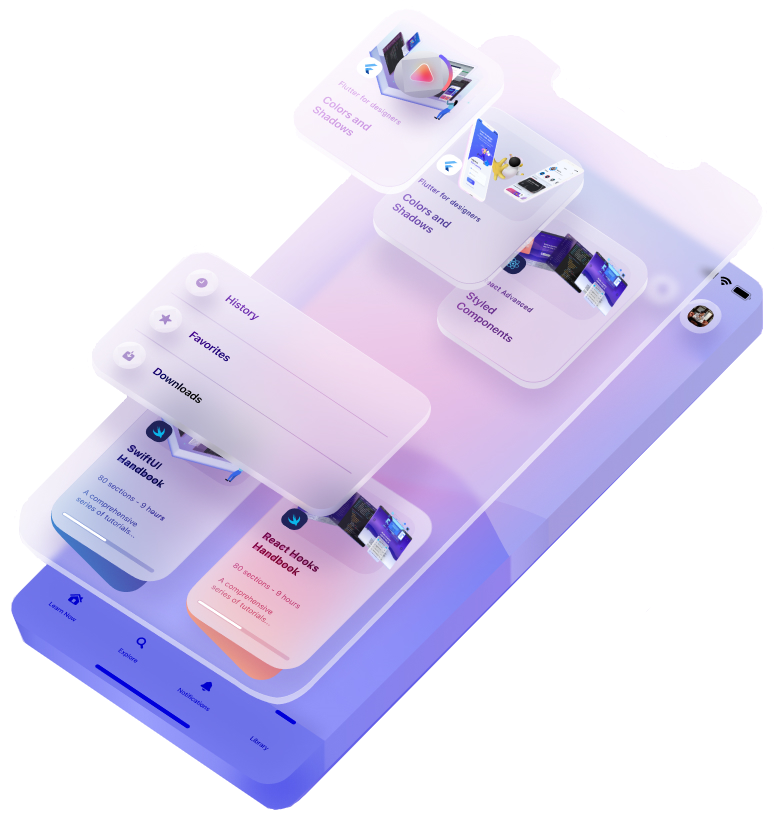 Flutter for designers
Colors and
Shadows
Flutter for designers
Colors and
Shadows
act Advanced
Styled
Components
History
Favorites
Downloads
SwiftUI
Handbook
80 sections - 9 hours
A comprehensive
series of tutorials...
React Hooks
Handbook
80 sections - 9 hours
A comprehensive
series of tutorials...
Learn Now
Explore
Notifications
Library